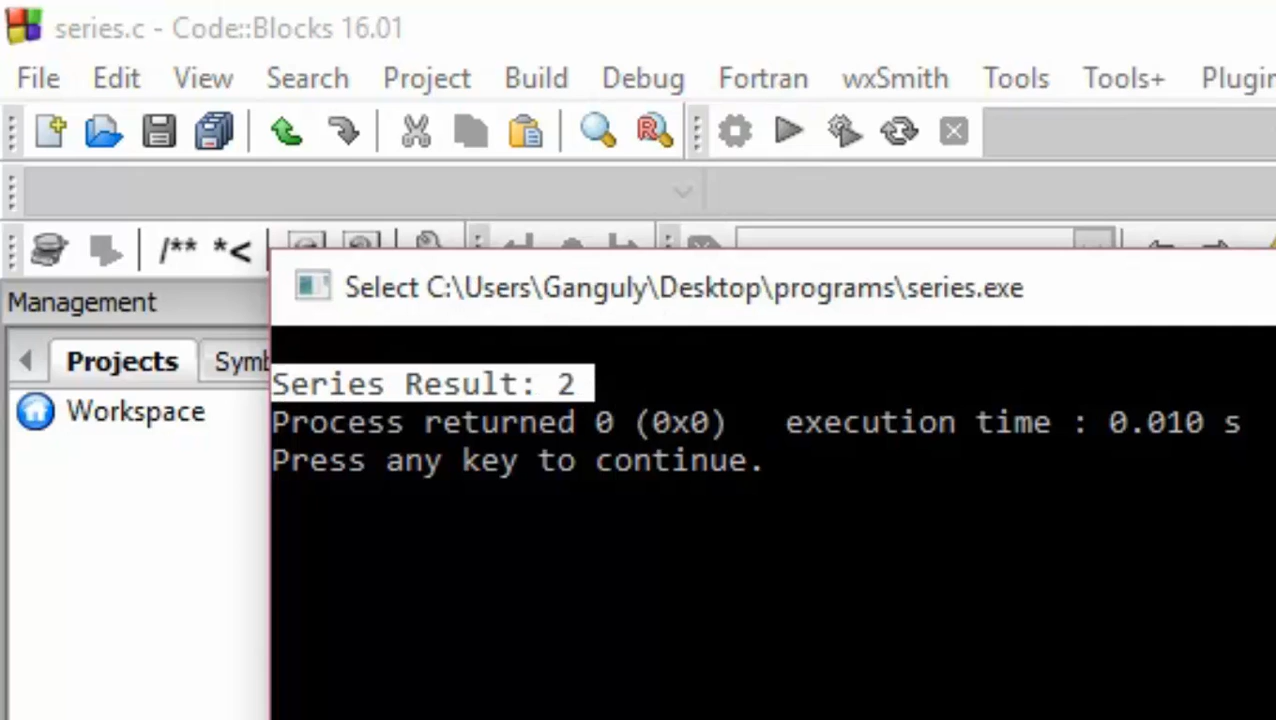 series.c - Code::Blocks 16.01
File Edit View Search Project Build Debug Fortran wxSmith Tools Tools+
/** *<
Select C:\Users\Ganguly\Desktop\programs\series.exe
Management
Projects
Workspace
Series Result: 2
Process returned 0 (0x0)   execution time : 0.010 s
Press any key to continue.